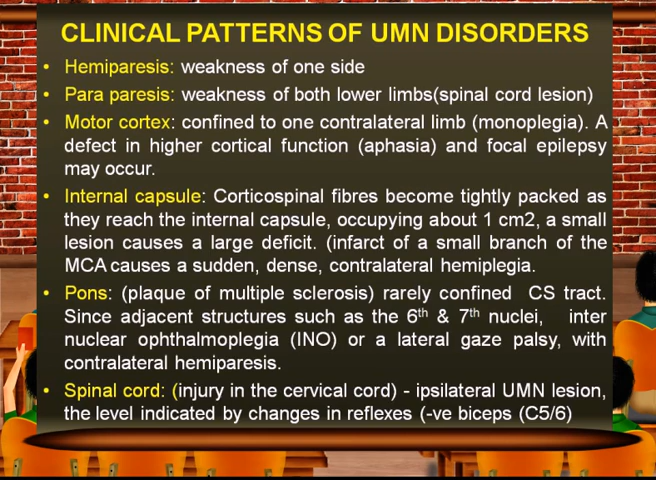 CLINICAL PATTERNS OF UMN DISORDERS
• Hemiparesis: weakness of one side
• Para paresis: weakness of both lower limbs(spinal cord lesion)
• Motor cortex: confined to one contralateral limb (monoplegia). A
defect in higher cortical function (aphasia) and focal epilepsy
may occur.
• Internal capsule: Corticospinal fibres become tightly packed as
they reach the internal capsule, occupying about 1 cm2, a small
lesion causes a large deficit. (infarct of a small branch of the
MCA causes a sudden, dense, contralateral hemiplegia.
• Pons: (plaque of multiple sclerosis) rarely confined CS tract.
Since adjacent structures such as the 6th & 7th nuclei, inter
nuclear ophthalmoplegia (INO) or a lateral gaze palsy, with
contralateral hemiparesis.
• Spinal cord: (injury in the cervical cord) - ipsilateral UMN lesion,
the level indicated by changes in reflexes (-ve biceps (C5/6)